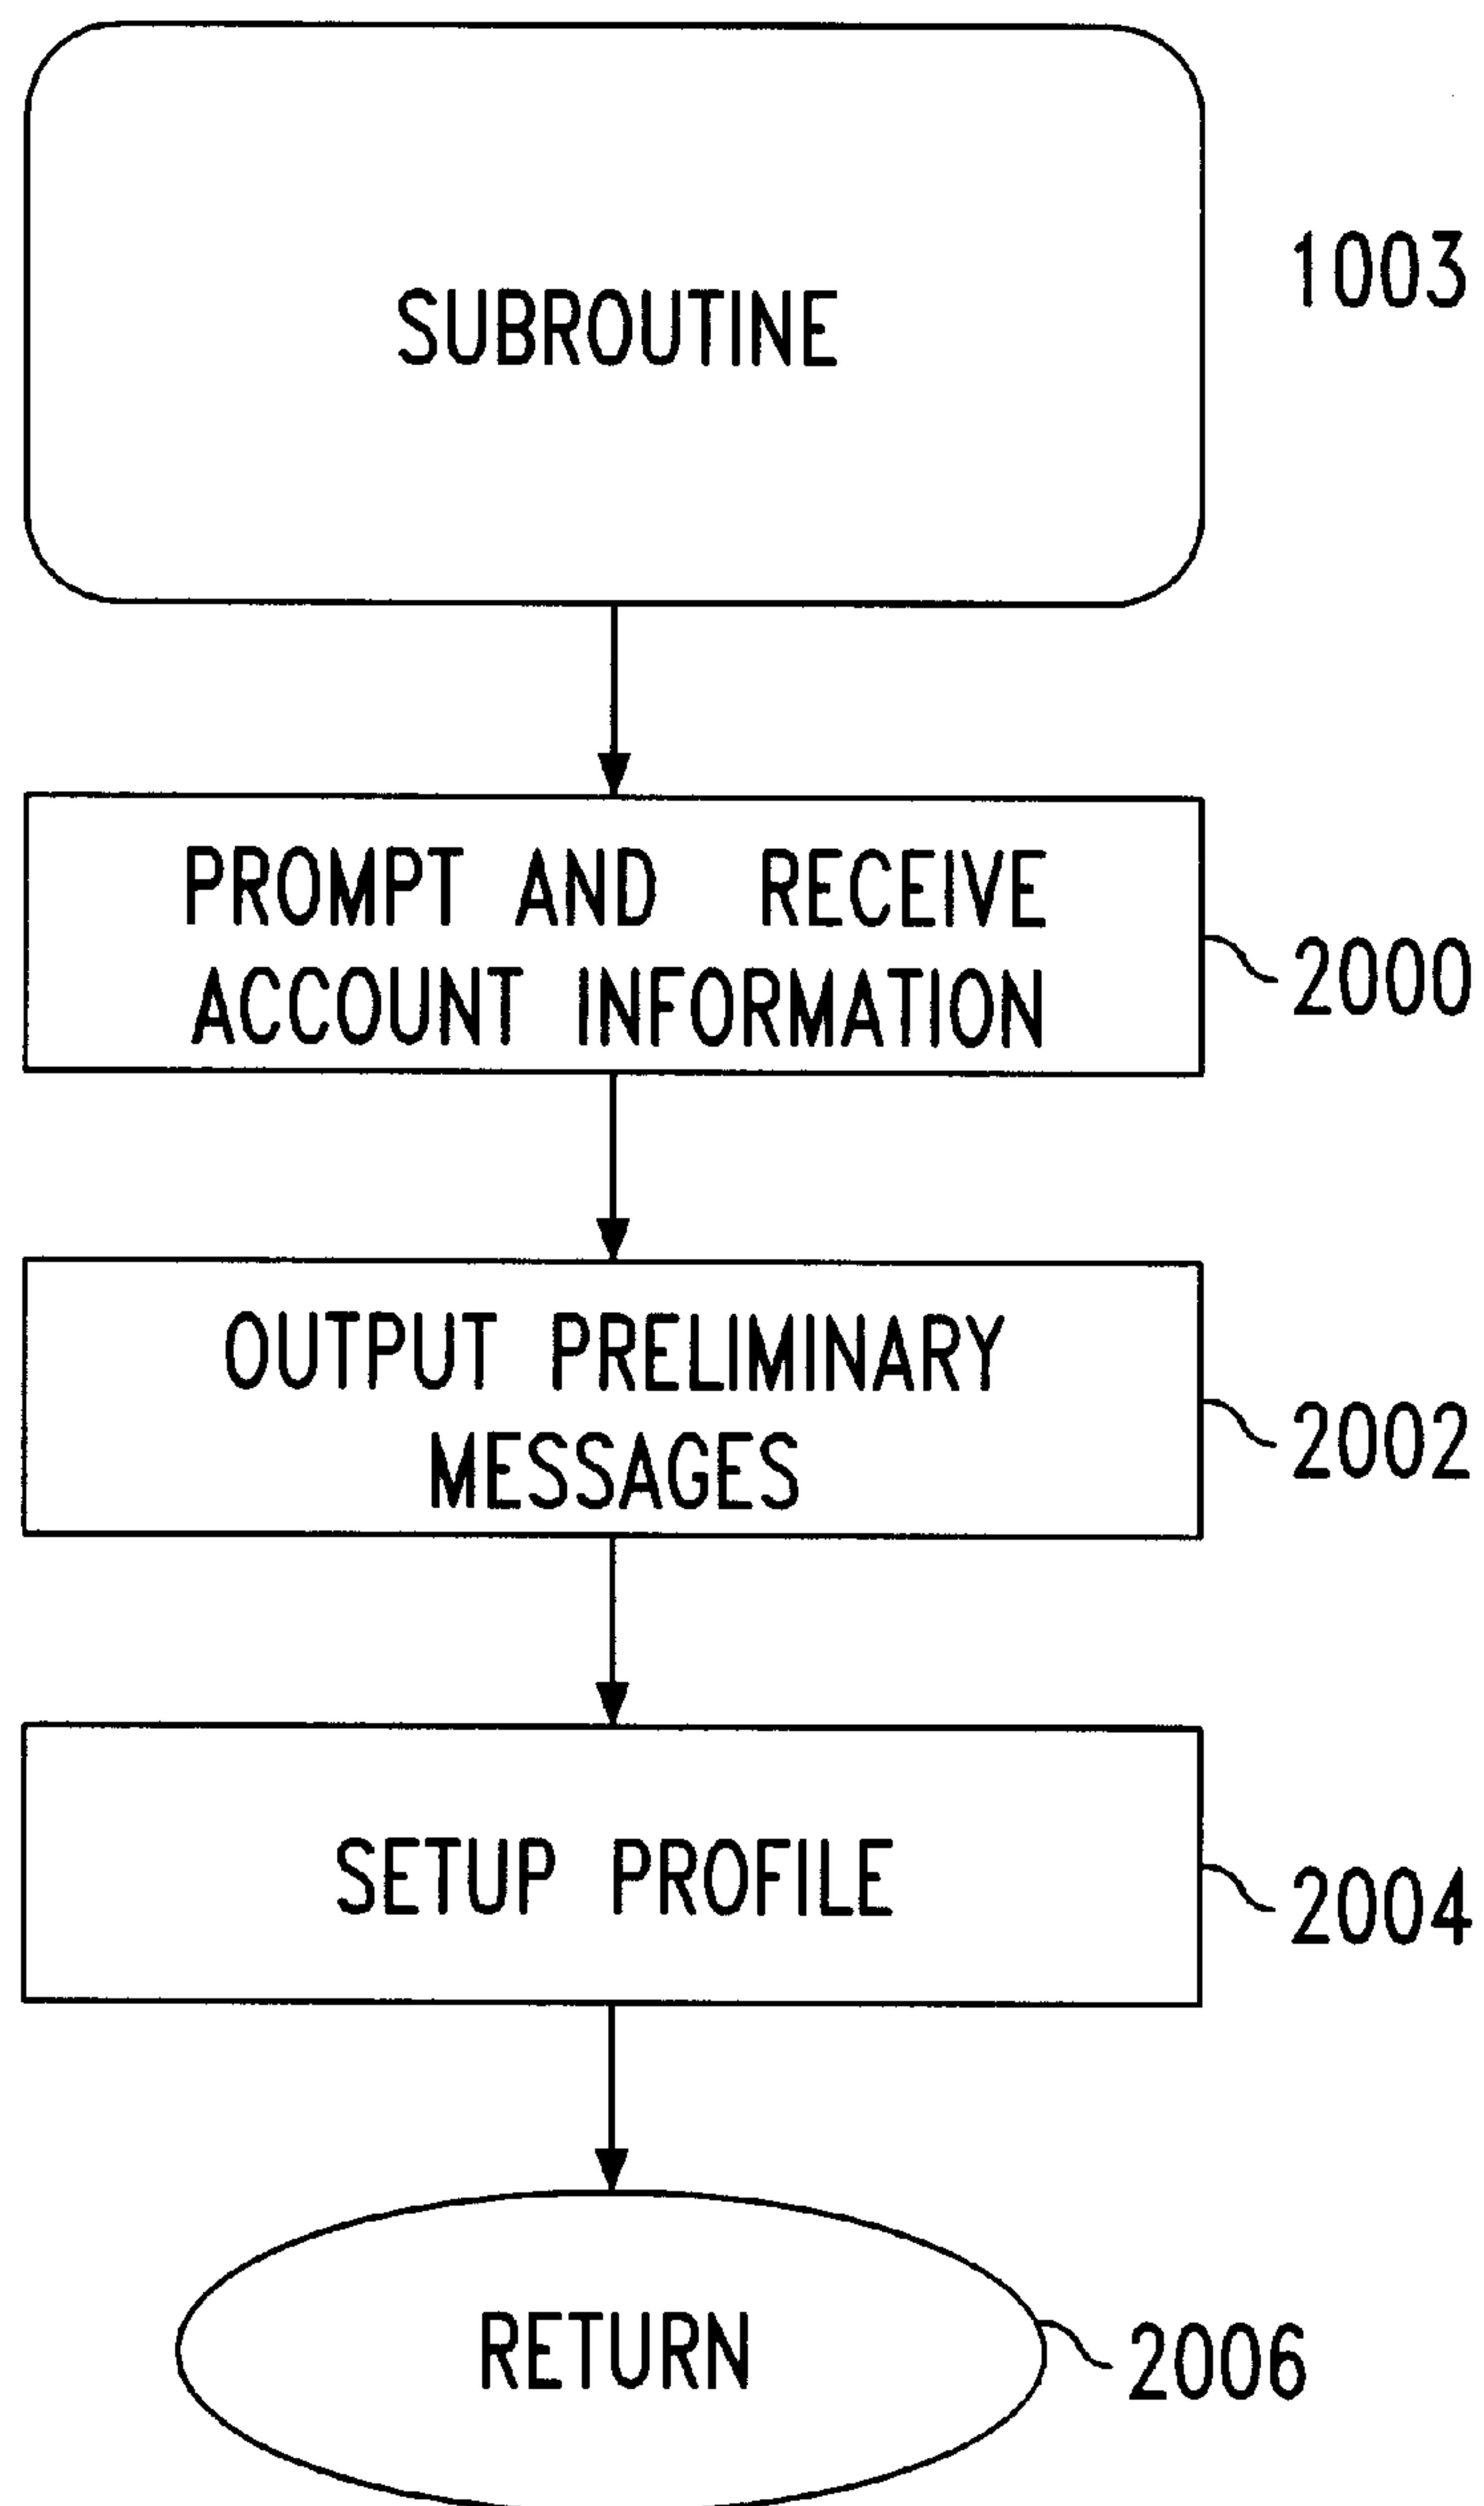 SUBROUTINE
1003
PROMPT AND RECEIVE
ACCOUNT INFORMATION
2000
OUTPUT PRELIMINARY
MESSAGES
2002
SETUP PROFILE
2004
RETURN
2006